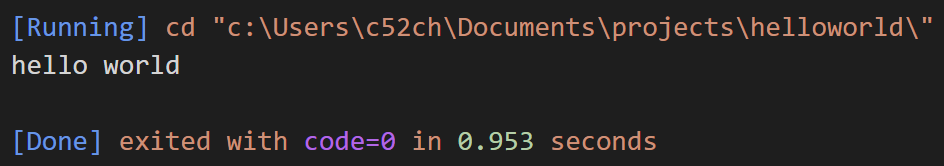 [Running] cd "c:\Users\c52ch\Documents\projects\helloworld\"
hello world
[Done] exited with code=0 in 0.953 seconds